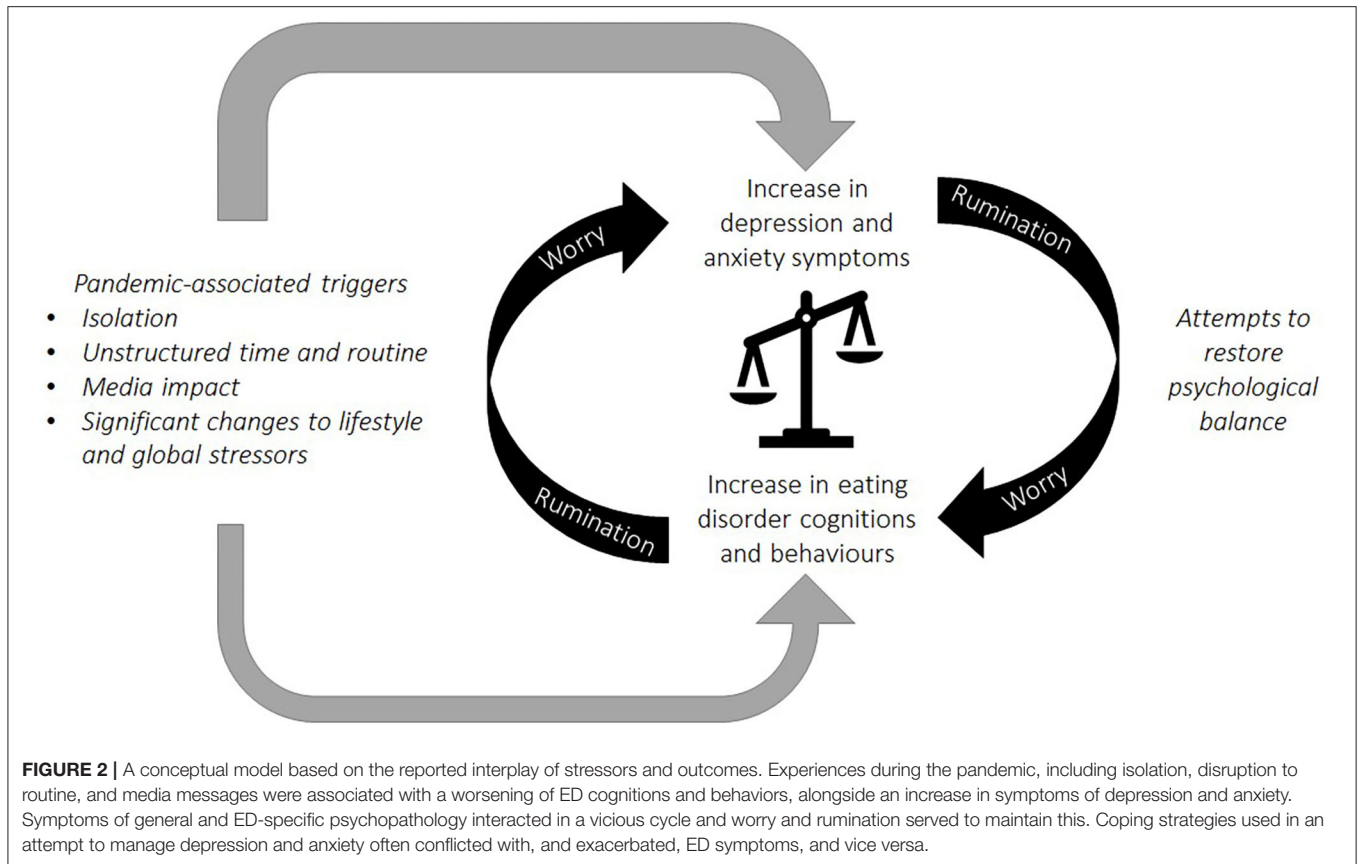 Increase in
depression and
anxiety symptoms
Worry
Rumination
Pandemic-associated triggers
• Isolation
• Unstructured time and routine
• Media impact
• Significant changes to lifestyle
and global stressors
Attempts to
restore
psychological
balance
Rumination
Worry
Increase in eating
disorder cognitions
and behaviours
FIGURE 2 | A conceptual model based on the reported interplay of stressors and outcomes. Experiences during the pandemic, including isolation, disruption to
routine, and media messages were associated with a worsening of ED cognitions and behaviors, alongside an increase in symptoms of depression and anxiety.
Symptoms of general and ED-specific psychopathology interacted in a vicious cycle and worry and rumination served to maintain this. Coping strategies used in an
attempt to manage depression and anxiety often conflicted with, and exacerbated, ED symptoms, and vice versa.